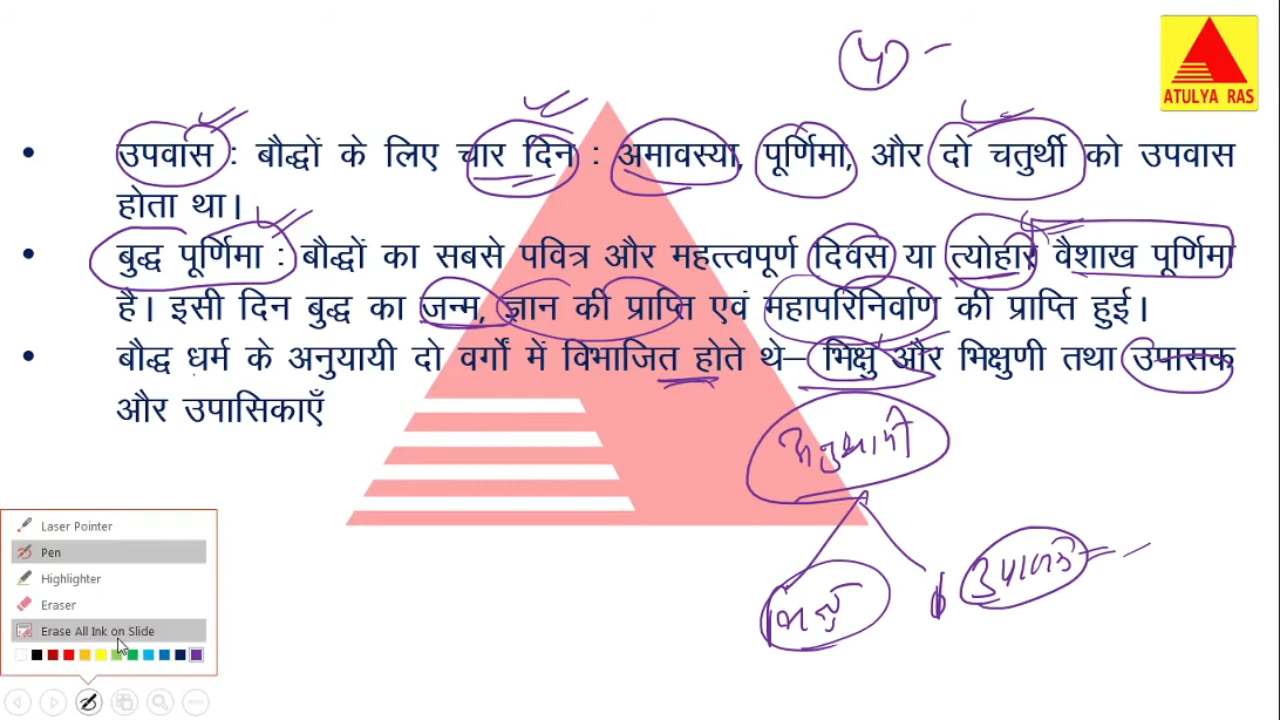 4 -
ATULYA RAS
• उपवास : बौद्धों के लिए चार दिन : अमावस्या, पूर्णिमा, और दो चतुर्थी को उपवास
होता था।
• बुद्ध पूर्णिमा : बौद्धों का सबसे पवित्र और महत्त्वपूर्ण दिवस या त्योहार वैशाख पूर्णिमा
है। इसी दिन बुद्ध का जन्म, ज्ञान की प्राप्ति एवं महापरिनिर्वाण की प्राप्ति हुई।
• बौद्ध धर्म के अनुयायी दो वर्गों में विभाजित होते थे– भिक्षु और भिक्षुणी तथा उपासक
और उपासिकाएँ
अनुयायी
भिक्षु
उपासक
Laser Pointer
Pen
Highlighter
Eraser
Erase All Ink on Slide